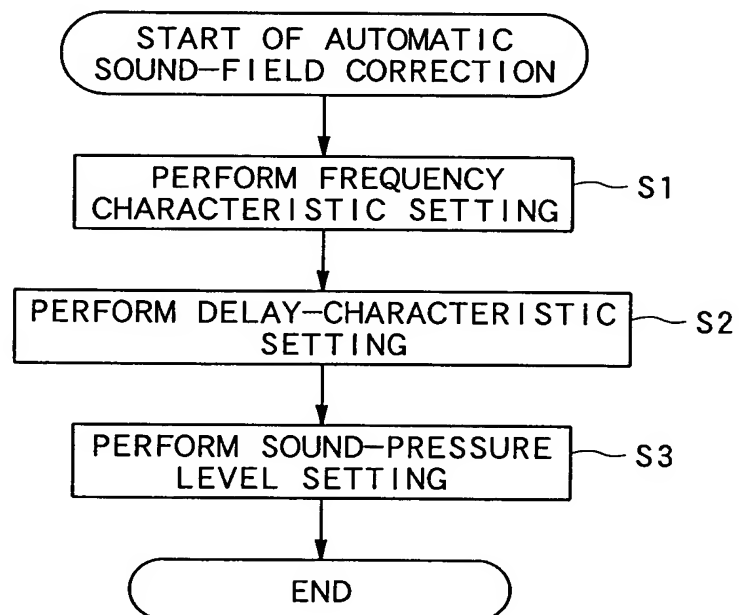 START OF AUTOMATIC
SOUND-FIELD CORRECTION
PERFORM FREQUENCY
CHARACTERISTIC SETTING
S1
PERFORM DELAY-CHARACTERISTIC
SETTING
S2
PERFORM SOUND-PRESSURE
LEVEL SETTING
S3
END